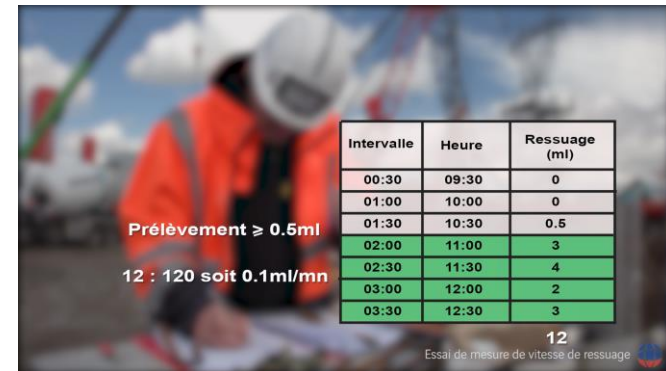 Intervalle Heure Ressuage (ml)
00:30 09:30 0
01:00 10:00 0
01:30 10:30 0.5
02:00 11:00 3
02:30 11:30 4
03:00 12:00 2
03:30 12:30 3
12
Prélèvement ⩾ 0.5ml
12 : 120 soit 0.1ml/mn
Essai de mesure de vitesse de ressuage